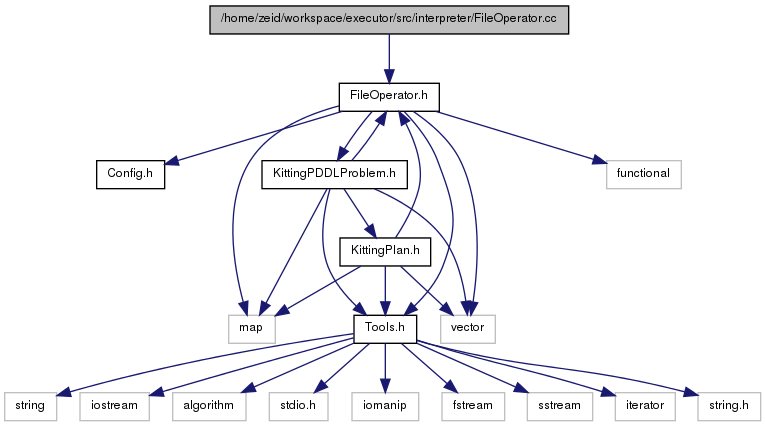 /home/zeid/workspace/executor/src/interpreter/FileOperator.cc
FileOperator.h
Config.h
KittingPDDLProblem.h
functional
KittingPlan.h
map
Tools.h
vector
string
iostream
algorithm
stdio.h
iomanip
fstream
sstream
iterator
string.h